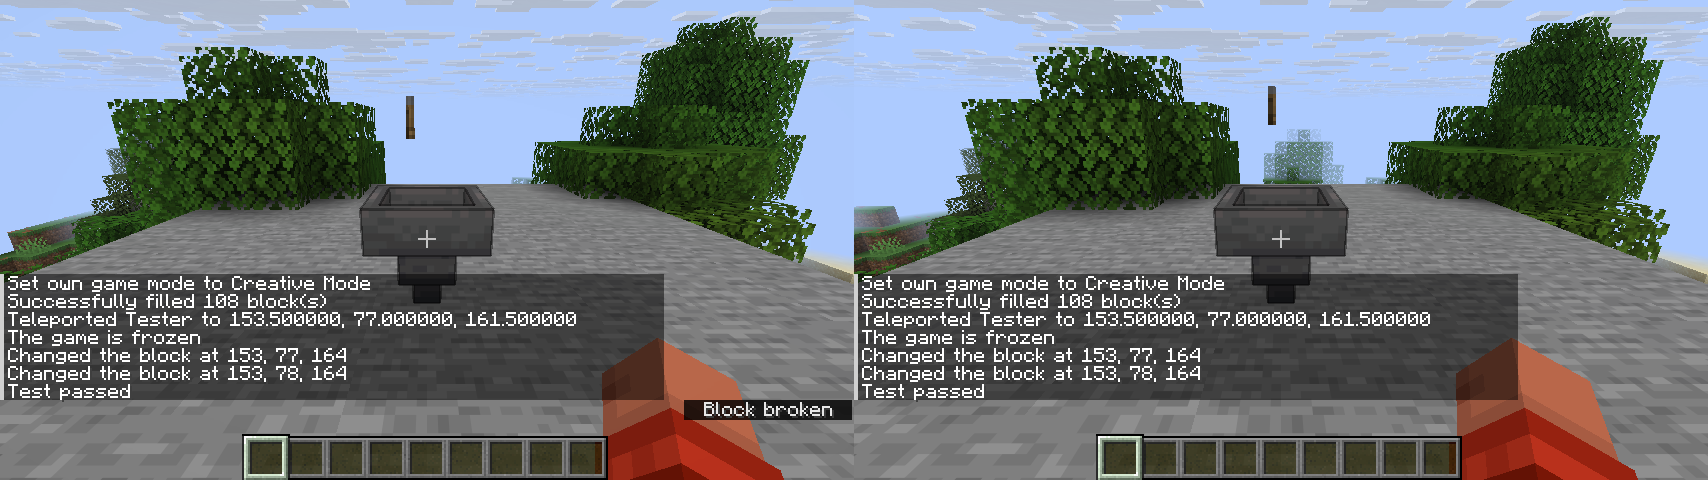 Set own game mode to Creative Mode
Successfully filled 108 block(s)
Teleported Tester to 153.500000, 77.000000, 161.500000
The game is frozen
Changed the block at 153, 77, 164
Changed the block at 153, 78, 164
Test passed
Block broken
Set own game mode to Creative Mode
Successfully filled 108 block(s)
Teleported Tester to 153.500000, 77.000000, 161.500000
The game is frozen
Changed the block at 153, 77, 164
Changed the block at 153, 78, 164
Test passed